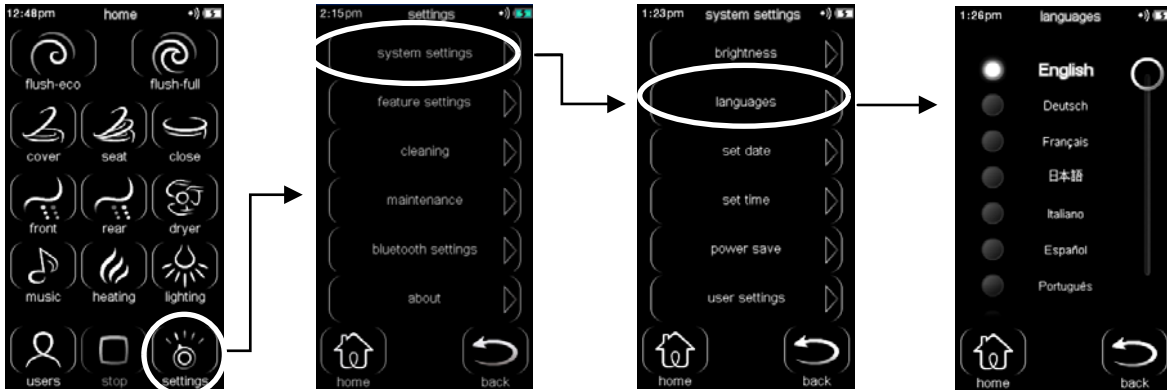 12:48pm home
flush-eco flush-full
cover seat close
front rear dryer
music heating lighting
users stop settings
2:15pm settings
system settings
feature settings
cleaning
maintenance
bluetooth settings
about
home back
1:23pm system settings
brightness
languages
set date
set time
power save
user settings
home back
1:26pm languages
English
Deutsch
Français
日本語
Italiano
Español
Português
home back